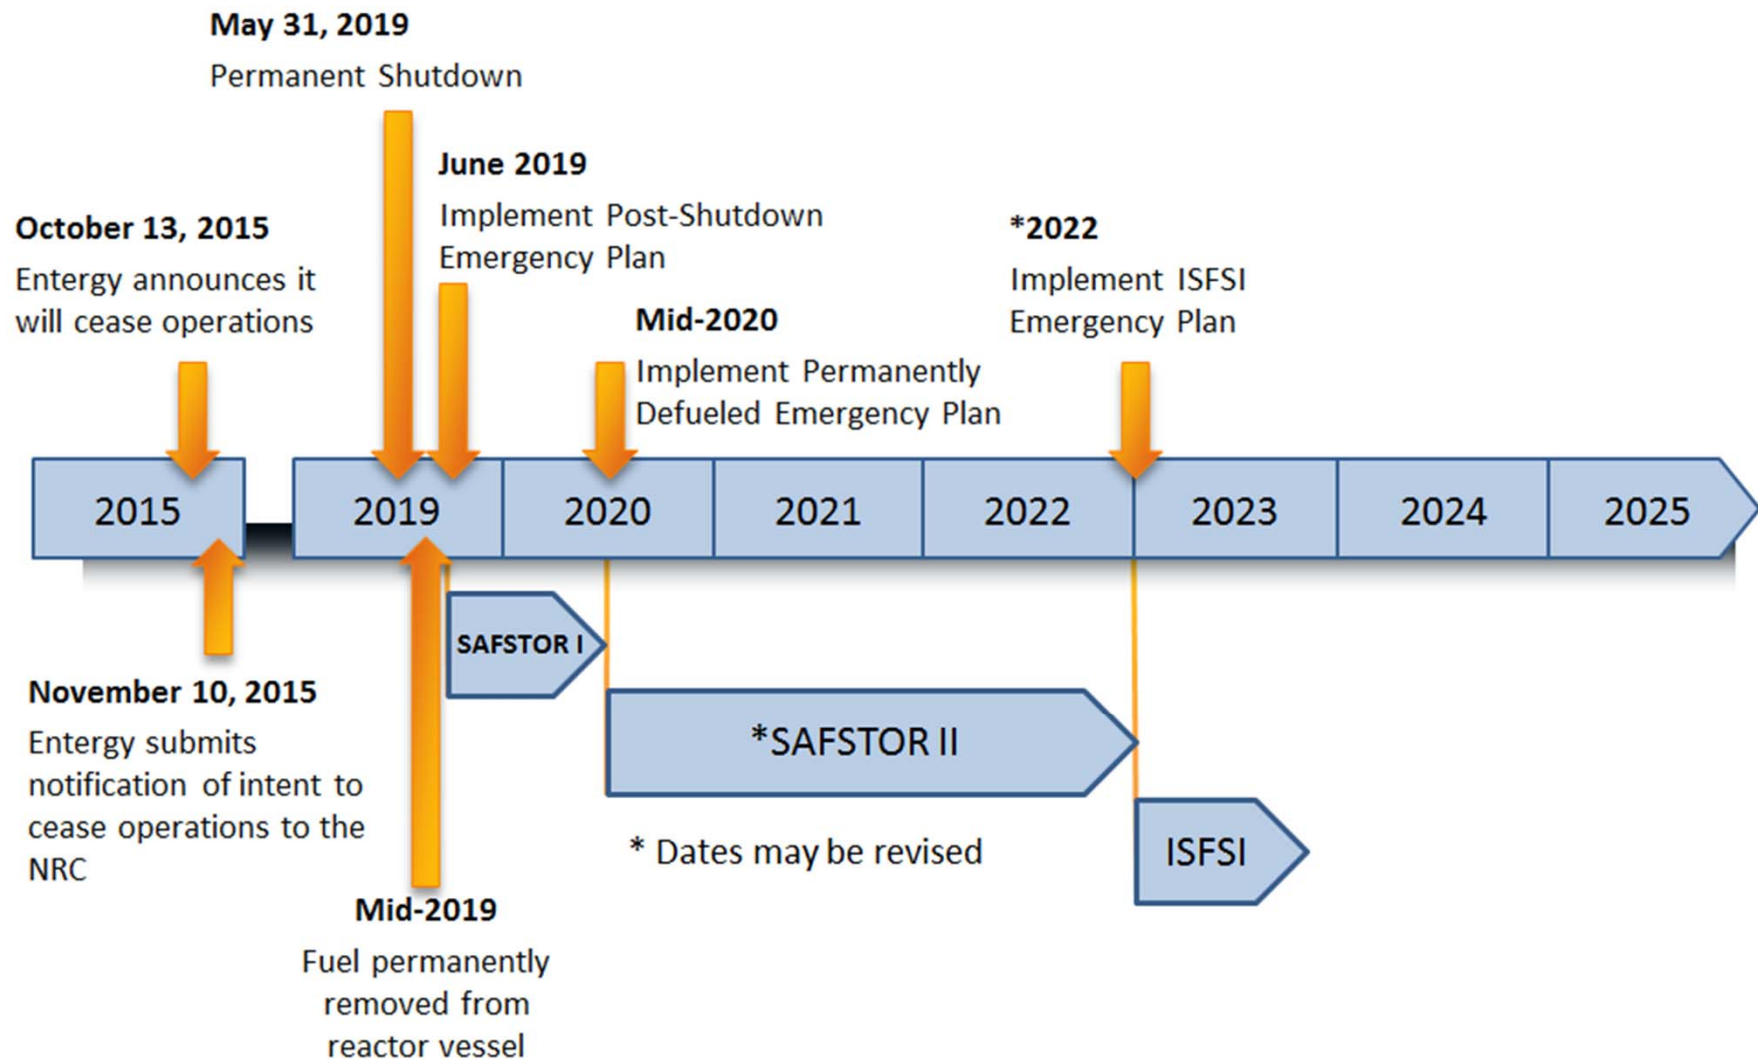 May 31, 2019
Permanent Shutdown
June 2019
Implement Post-Shutdown
Emergency Plan
October 13, 2015
Entergy announces it
will cease operations
*2022
Implement ISFSI
Emergency Plan
Mid-2020
Implement Permanently
Defueled Emergency Plan
2015
2019
2020
2021
2022
2023
2024
2025
SAFSTOR I
*SAFSTOR II
ISFSI
* Dates may be revised
November 10, 2015
Entergy submits
notification of intent to
cease operations to the
NRC
Mid-2019
Fuel permanently
removed from
reactor vessel